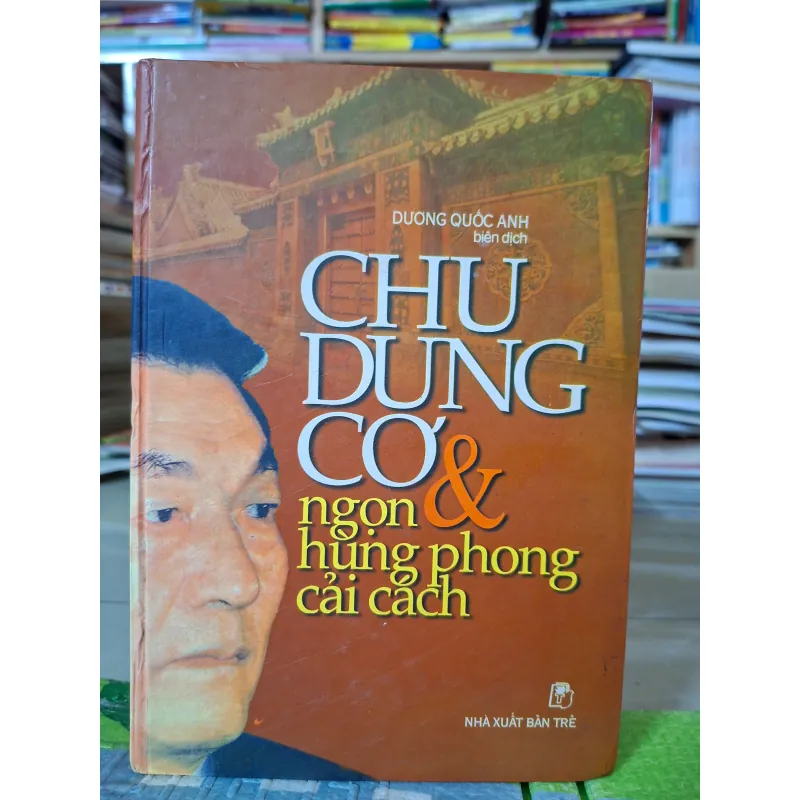 DƯƠNG QUỐC ANH
biên dịch
CHU
DUNG
CƠ &
ngọn
hùng phong
cải cách
NHÀ XUẤT BẢN TRẺ